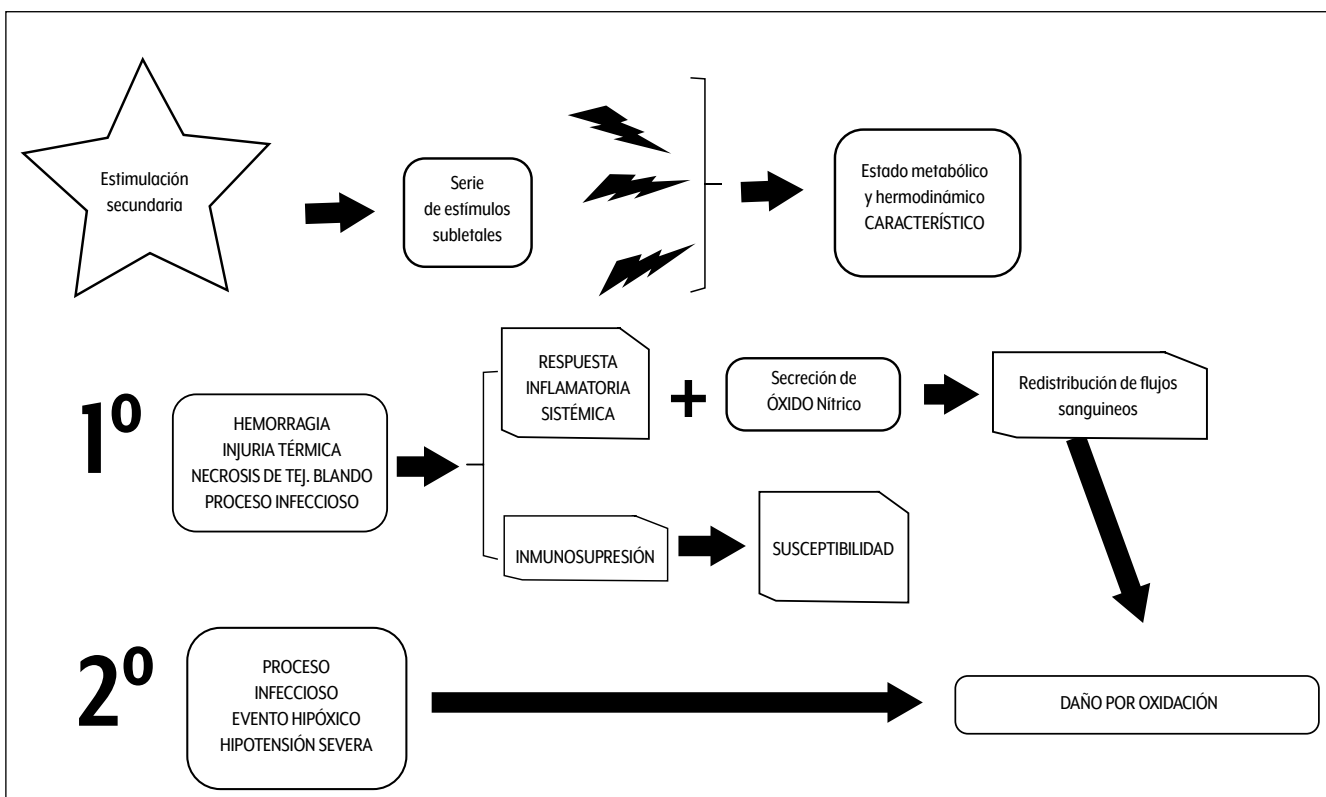 Estimulación
secundaria
Serie
de estímulos
subletales
Estado metabólico
y hermodinámico
CARACTERÍSTICO
1º
HEMORRAGIA
INJURIA TÉRMICA
NECROSIS DE TEJ. BLANDO
PROCESO INFECCIOSO
RESPUESTA
INFLAMATORIA
SISTÉMICA
+
Secreción de
ÓXIDO Nítrico
Redistribución de flujos
sanguineos
INMUNOSUPRESIÓN
SUSCEPTIBILIDAD
2º
PROCESO
INFECCIOSO
EVENTO HIPÓXICO
HIPOTENSIÓN SEVERA
DAÑO POR OXIDACIÓN